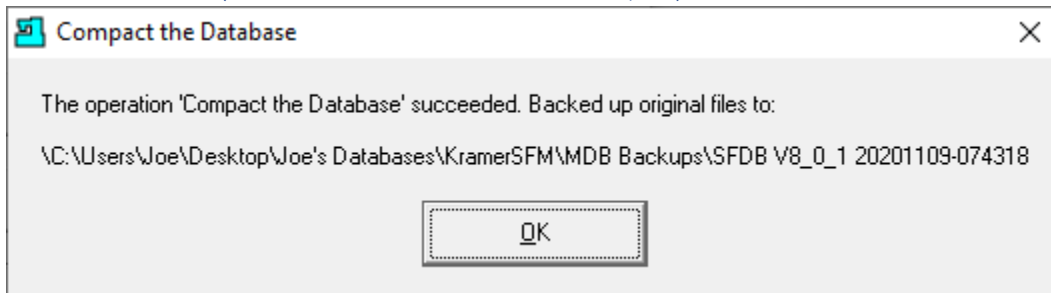 Compact the Database
The operation 'Compact the Database' succeeded. Backed up original files to:
\C:\Users\Joe\Desktop\Joe's Databases\KramerSFM\MDB Backups\SFDB V8_0_1 20201109-074318
OK